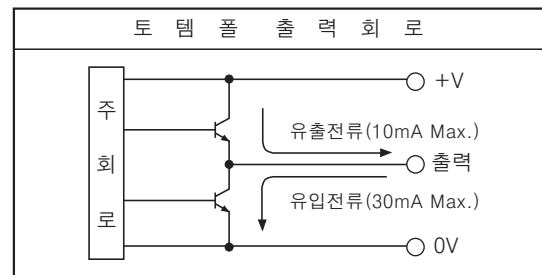 토 템 폴 출 력 회 로
주 회 로
+V
유출전류(10mA Max.)
출력
유입전류(30mA Max.)
0V